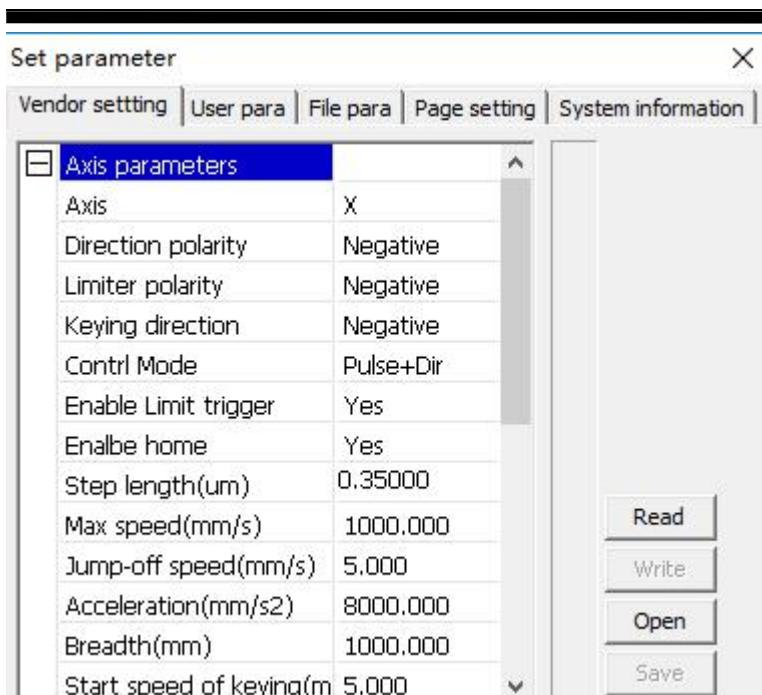 Set parameter
Vendor settting User para File para Page setting System information
Axis parameters
Axis X
Direction polarity Negative
Limiter polarity Negative
Keying direction Negative
Contrl Mode Pulse+Dir
Enable Limit trigger Yes
Enalbe home Yes
Step length(um) 0.35000
Max speed(mm/s) 1000.000
Jump-off speed(mm/s) 5.000
Acceleration(mm/s2) 8000.000
Breadth(mm) 1000.000
Start speed of keying(m 5.000
Read
Write
Open
Save